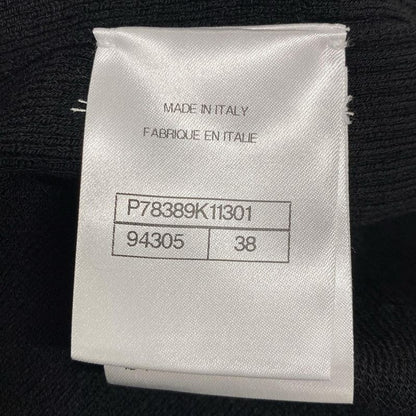 MADE IN ITALY
FABRIQUE EN ITALIE
P78389K11301
94305 38